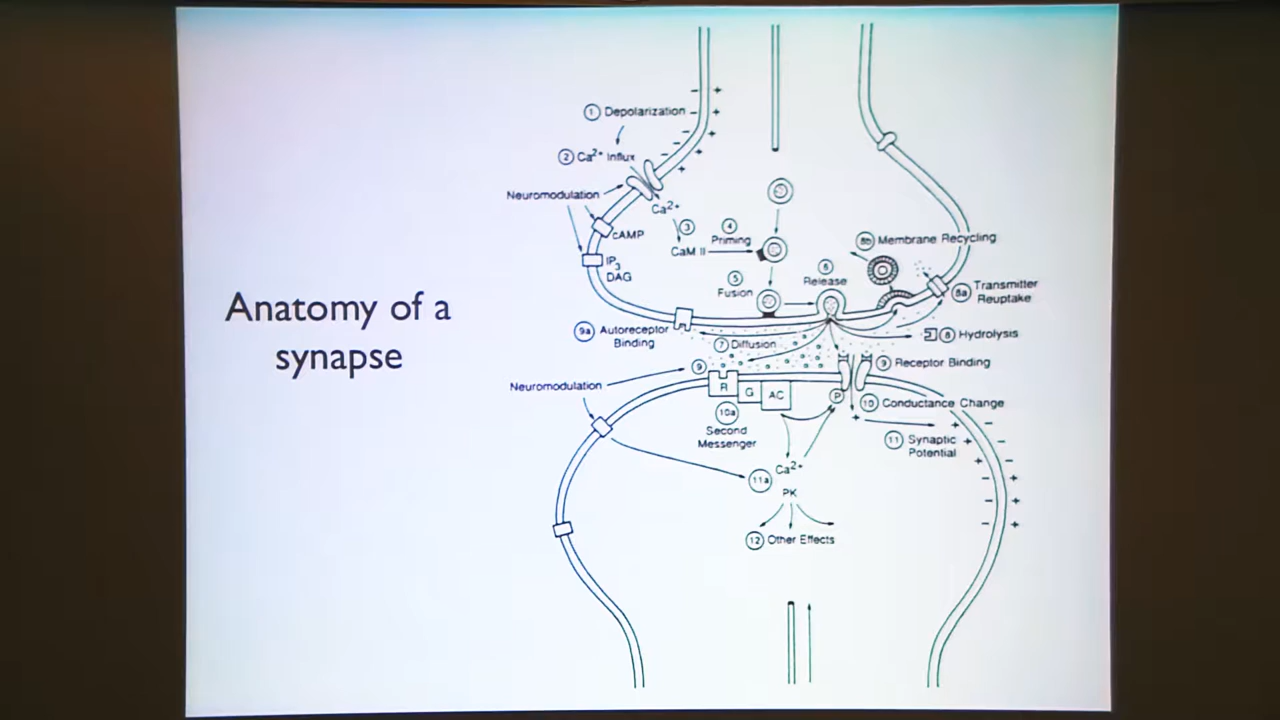 Anatomy of a
synapse
1 Depolarization
2 Ca2+ Influx
Neuromodulation
Ca2+
cAMP
3
CaM II
4
Priming
IP3
DAG
5
Fusion
6
Release
8b Membrane Recycling
8a Transmitter
Reuptake
9a Autoreceptor
Binding
7 Diffusion
8 Hydrolysis
9
9 Receptor Binding
Neuromodulation
R
G
AC
P
10 Conductance Change
10a
Second
Messenger
11 Synaptic
Potential
Ca2+
11a
PK
12 Other Effects